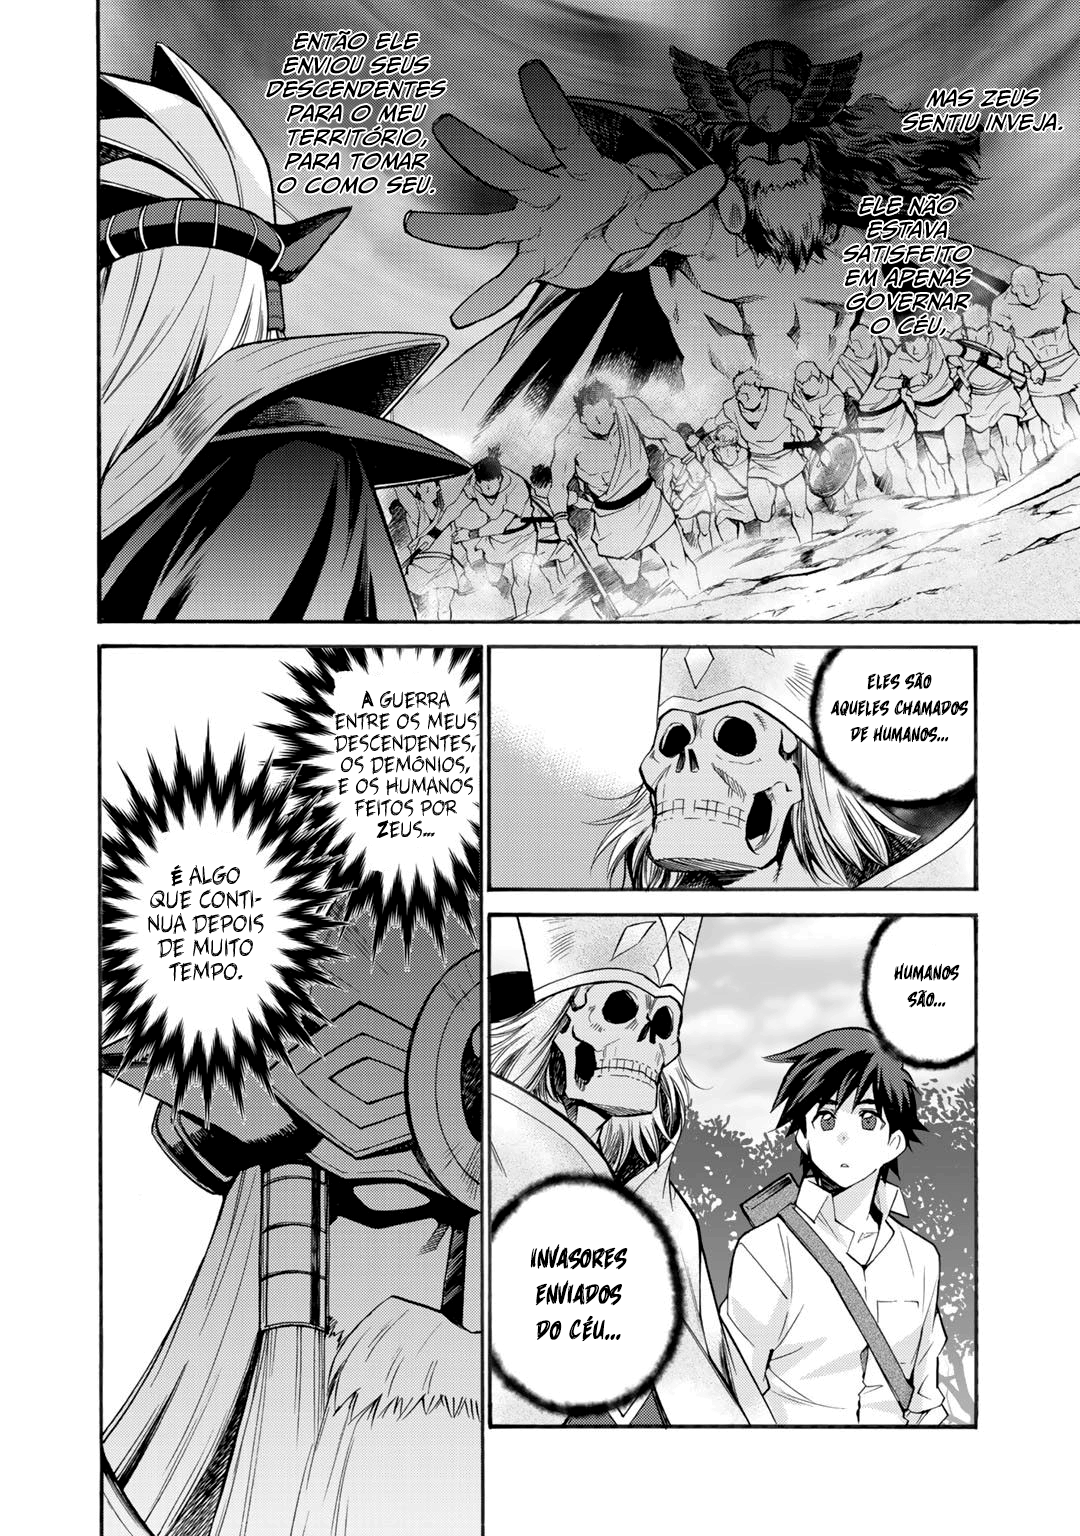 MAS ZEUS
SENTIU INVEJA.
ELE NÃO
ESTAVA
SATISFEITO
EM APENAS
GOVERNAR
O CÉU,
ENTÃO ELE
ENVIOU SEUS
DESCENDENTES
PARA O MEU
TERRITÓRIO,
PARA TOMAR
O COMO SEU.
ELES SÃO
AQUELES CHAMADOS
DE HUMANOS...
HUMANOS
SÃO...
INVASORES
ENVIADOS
DO CÉU...
A GUERRA
ENTRE OS MEUS
DESCENDENTES,
OS DEMÔNIOS,
E OS HUMANOS
FEITOS POR
ZEUS...
É ALGO
QUE CONTI-
NUA DEPOIS
DE MUITO
TEMPO.